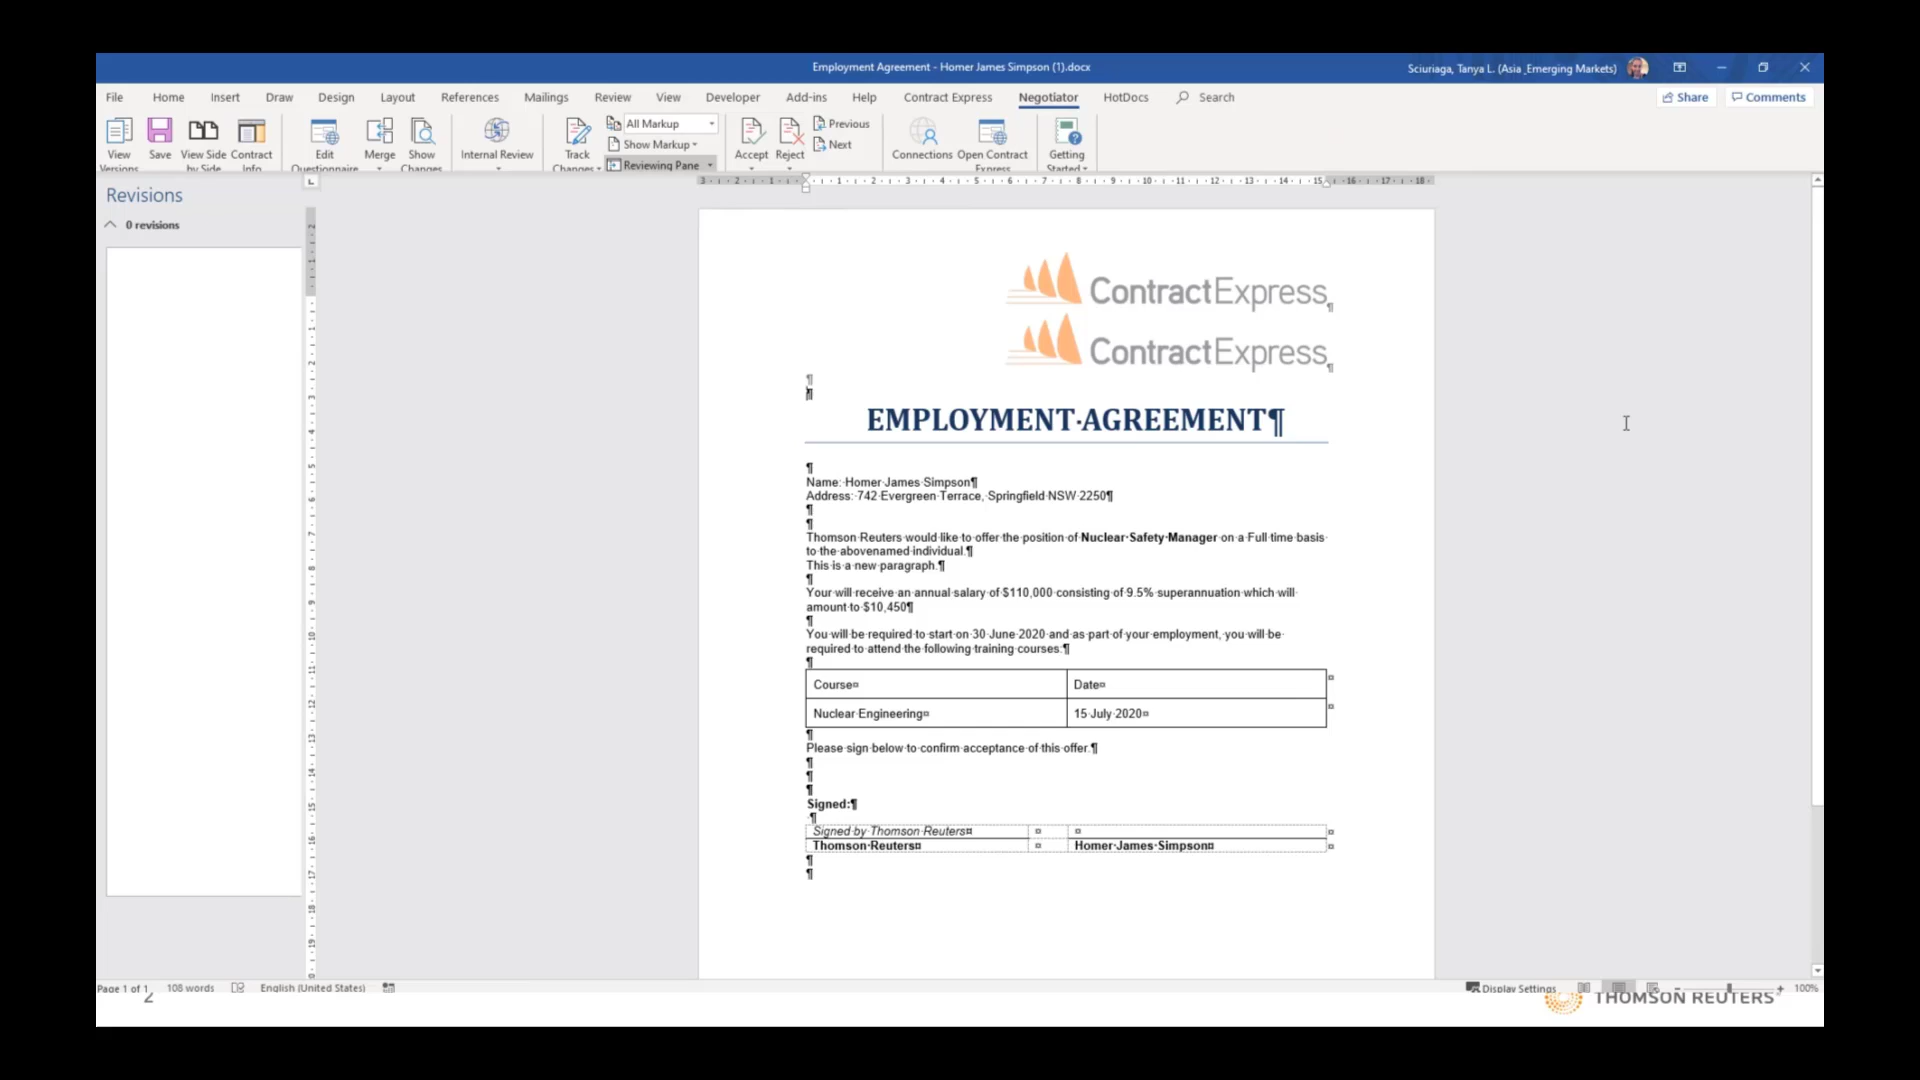 Employment Agreement - Homer James Simpson (1).docx
Sciuriaga, Tanya L. (Asia_Emerging Markets)
File Home Insert Draw Design Layout References Mailings Review View Developer Add-ins Help Contract Express Negotiator HotDocs Search Share Comments
View Versions
Save
View Side by Side
Contract Info
Edit Questionnaire
Merge
Show Changes
Internal Review
Track Changes
All Markup
Show Markup
Reviewing Pane
Accept
Reject
Previous
Next
Connections
Open Contract Express
Getting Started
Revisions
0 revisions
ContractExpress
ContractExpress
EMPLOYMENT AGREEMENT
Name: Homer James Simpson
Address: 742 Evergreen Terrace, Springfield NSW 2250
Thomson Reuters would like to offer the position of Nuclear Safety Manager on a Full time basis
to the abovenamed individual.
This is a new paragraph.
Your will receive an annual salary of $110,000 consisting of 9.5% superannuation which will
amount to $10,450
You will be required to start on 30 June 2020 and as part of your employment, you will be
required to attend the following training courses:
Course Date
Nuclear Engineering 15 July 2020
Please sign below to confirm acceptance of this offer.
Signed:
Signed by Thomson Reuters
Thomson Reuters Homer James Simpson
Page 1 of 1 108 words English (United States) Display Settings 100%
2 THOMSON REUTERS